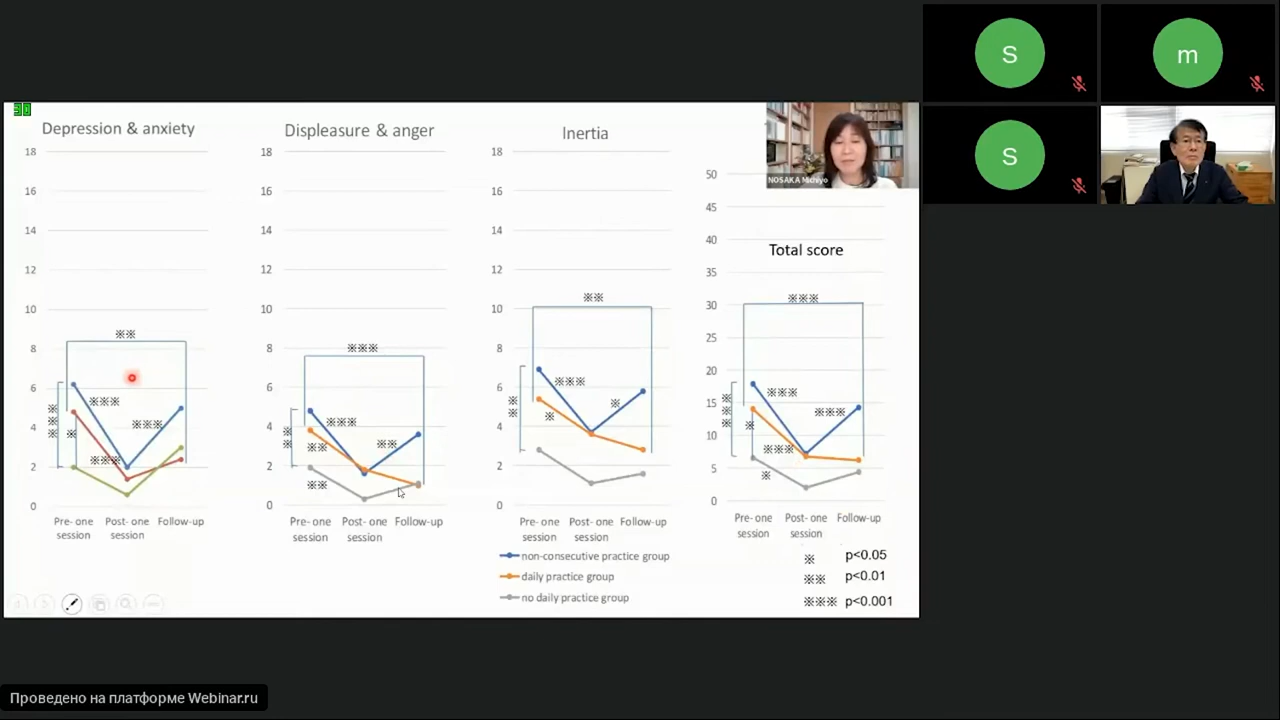 30
Depression & anxiety
18
16
14
12
10
8
6
4
2
0
※※
※※※
※※※
※
※
※
※
※※※
Pre- one session
Post- one session
Follow-up
Displeasure & anger
18
16
14
12
10
8
6
4
2
0
※※※
※※※
※
※
※※
※※
※※
Pre- one session
Post- one session
Follow-up
Inertia
18
16
14
12
10
8
6
4
2
0
※※
※※※
※
※
※
※
Pre- one session
Post- one session
Follow-up
50
45
40
35
30
25
20
15
10
5
0
Total score
※※※
※※※
※※※
※
※
※
※
※※※
※
Pre- one session
Post- one session
Follow-up
non-consecutive practice group
daily practice group
no daily practice group
※ p<0.05
※※ p<0.01
※※※ p<0.001
NOSAKA Michiyo
S
m
S
Проведено на платформе Webinar.ru